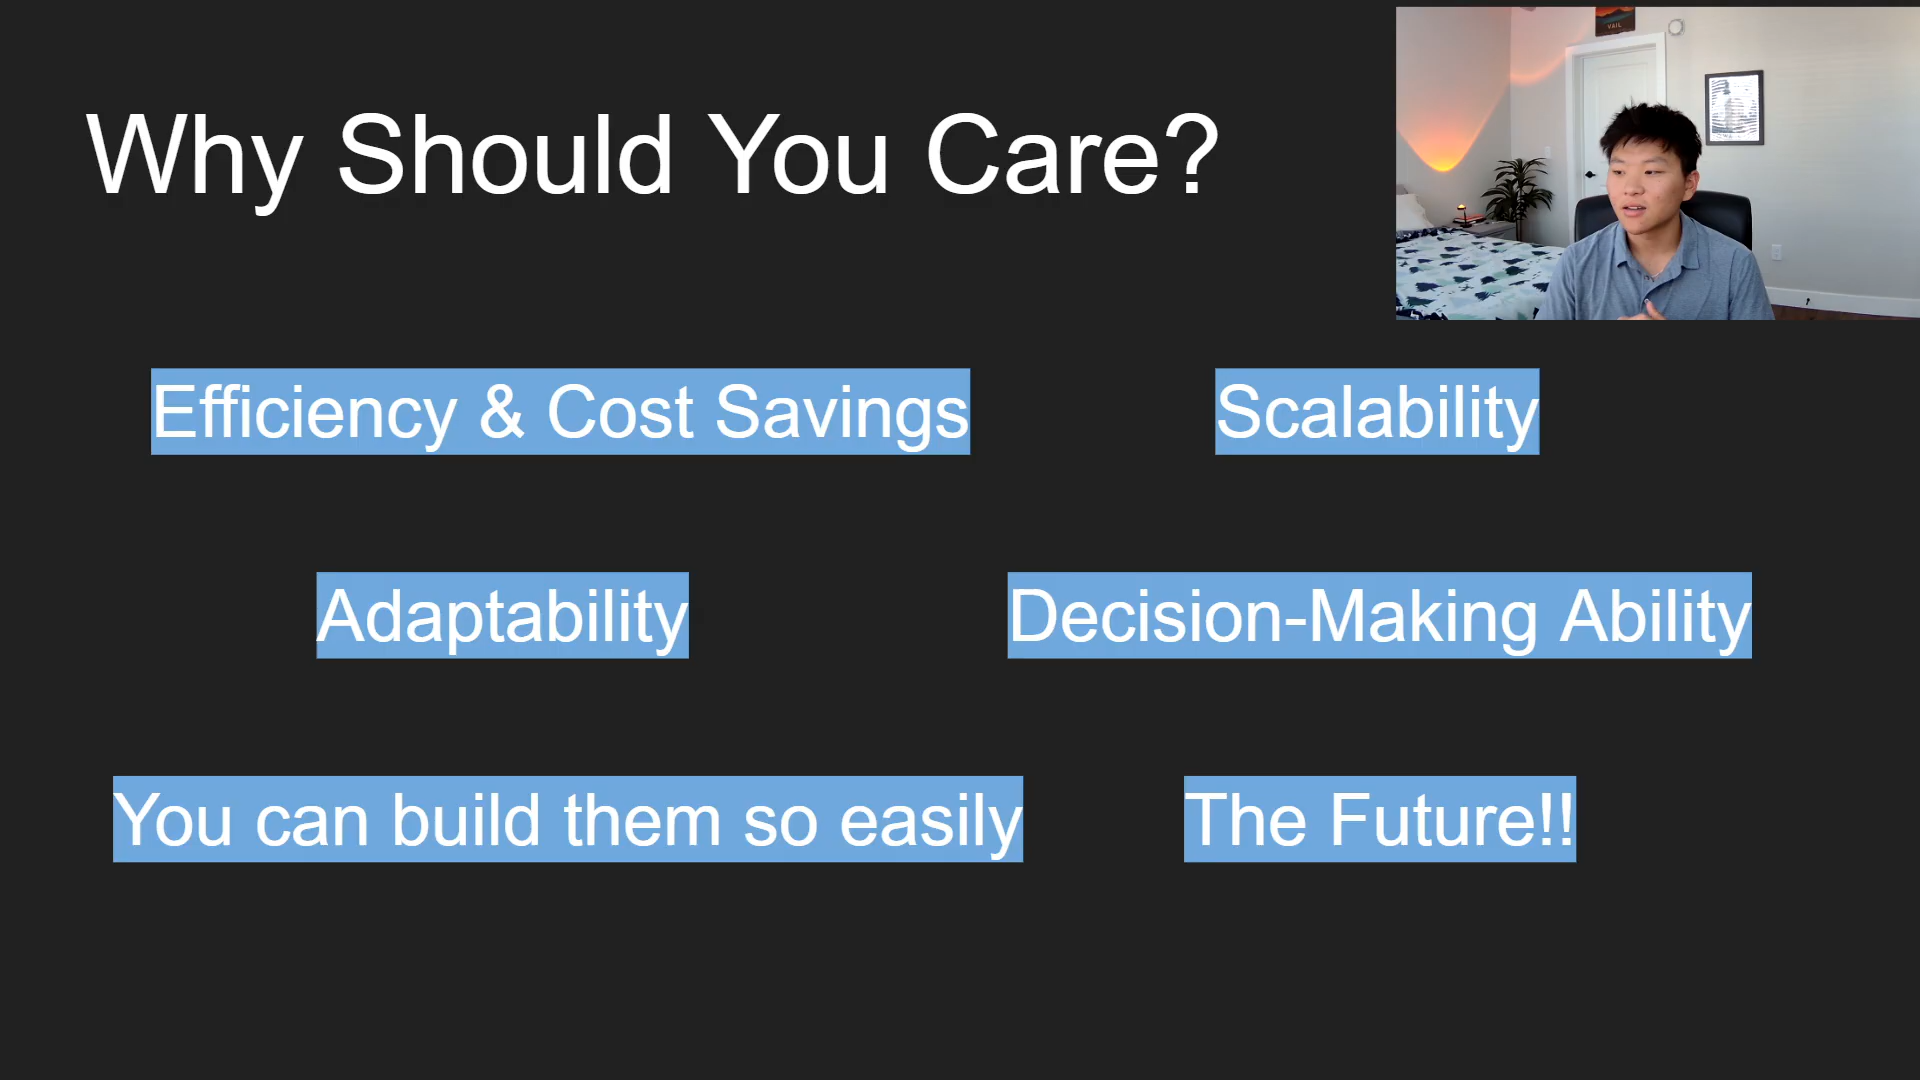 VAIL
Why Should You Care?
Efficiency & Cost Savings
Scalability
Adaptability
Decision-Making Ability
You can build them so easily
The Future!!